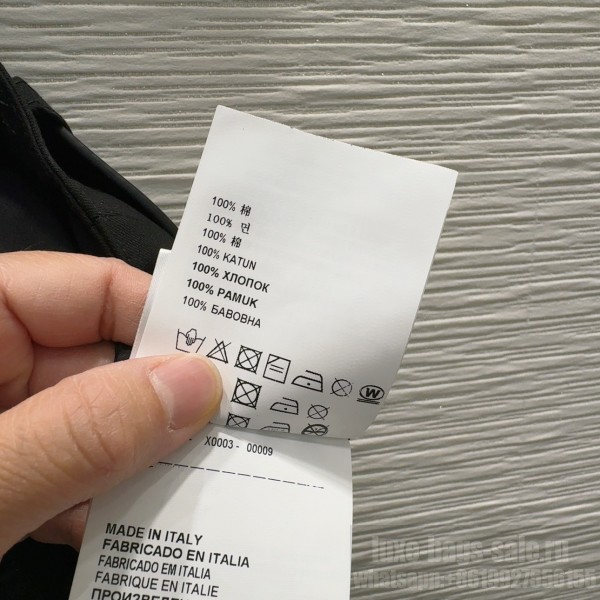 100% 棉
100% 면
100% 棉
100% KATUN
100% ХЛОПОК
100% PAMUK
100% БАВОВНА
W
X0003 - 00009
MADE IN ITALY
FABRICADO EN ITALIA
FABRICADO EM ITALIA
FABRIQUE EN ITALIE